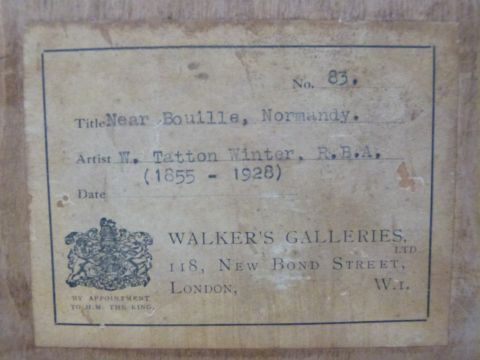 No. 83.
Title Near Bouille, Normandy.
Artist W. Tatton Winter, R.B.A.
(1855 - 1928)
Date
WALKER'S GALLERIES, LTD
118, NEW BOND STREET,
LONDON, W.1.
BY APPOINTMENT
TO H.M. THE KING.